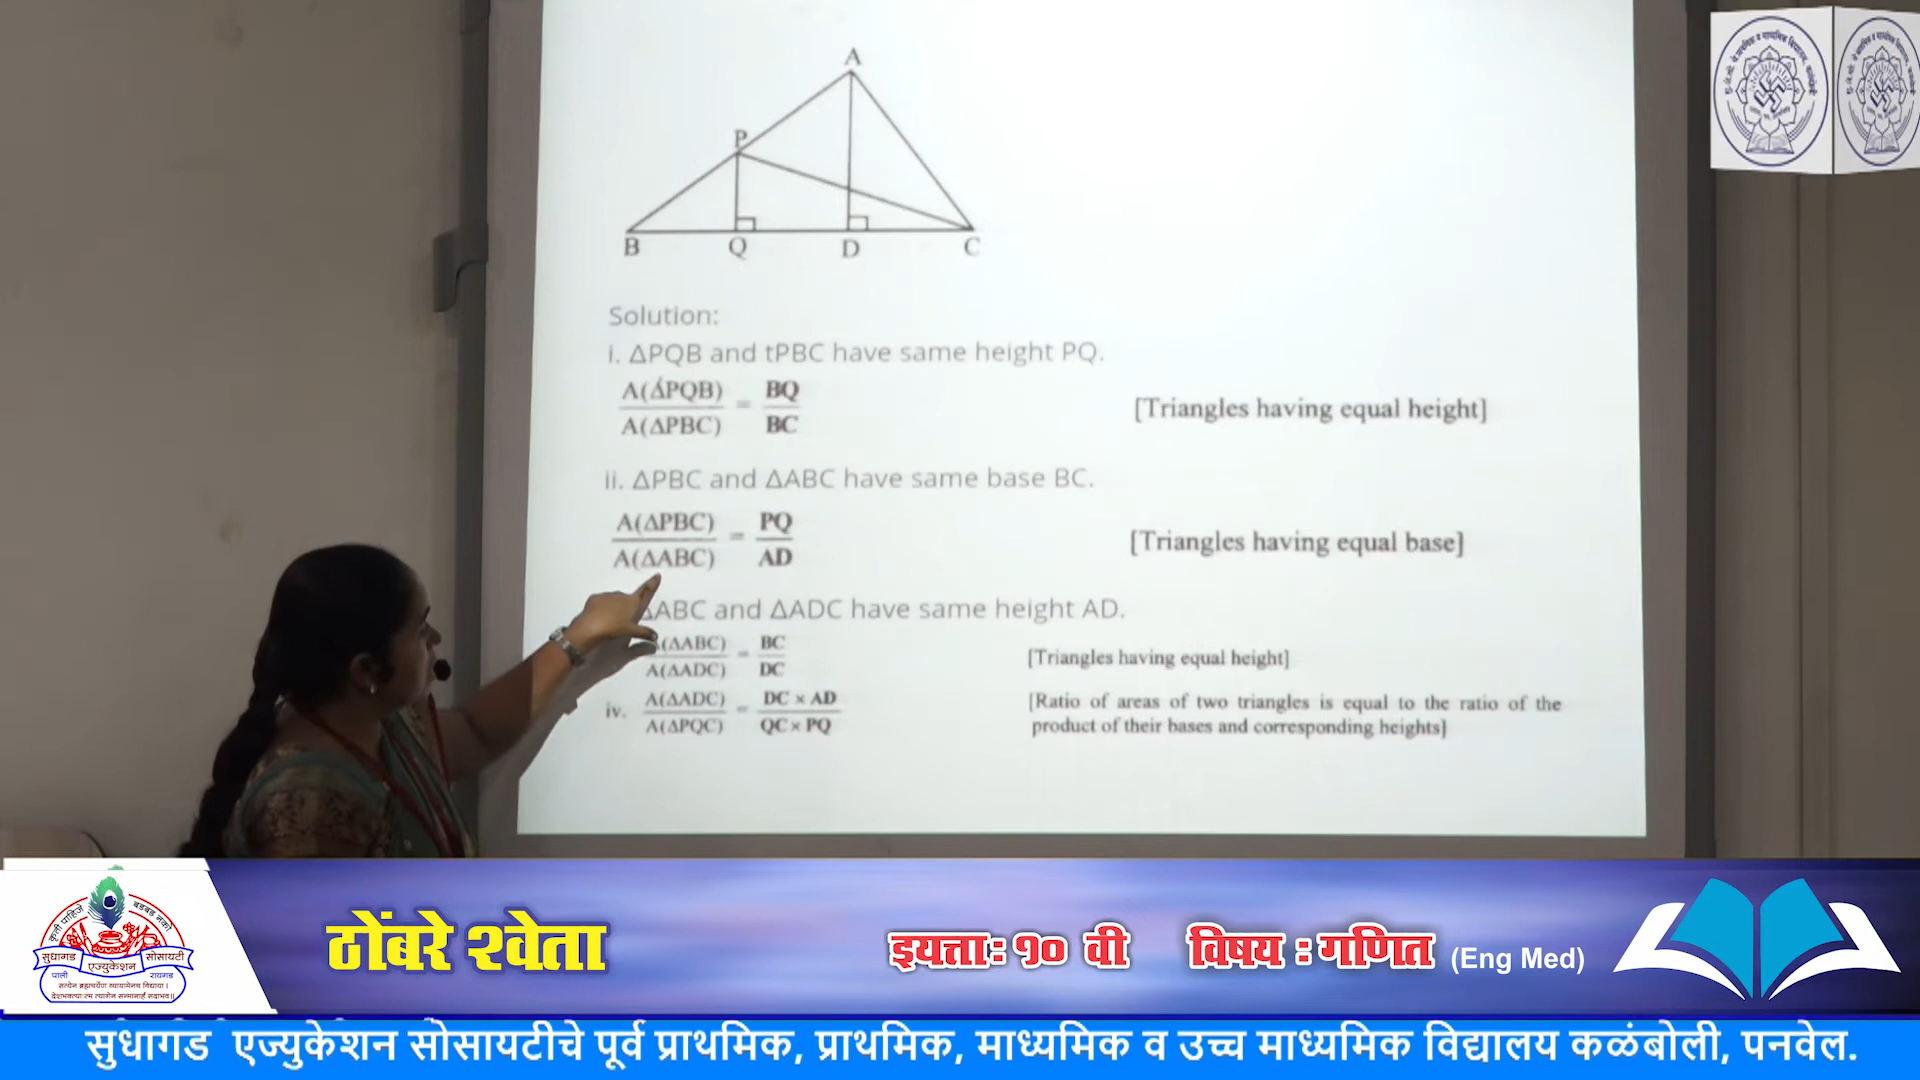 A
P
B Q D C
Solution:
i. ΔPQB and tPBC have same height PQ.
A(ΔPQB) / A(ΔPBC) = BQ / BC [Triangles having equal height]
ii. ΔPBC and ΔABC have same base BC.
A(ΔPBC) / A(ΔABC) = PQ / AD [Triangles having equal base]
ΔABC and ΔADC have same height AD.
(ΔABC) / A(ΔADC) = BC / DC [Triangles having equal height]
iv. A(ΔADC) / A(ΔPQC) = DC × AD / QC × PQ [Ratio of areas of two triangles is equal to the ratio of the
product of their bases and corresponding heights]
सुधागड सोसायटी
एज्युकेशन
पाली रायगड
ठोंबरे श्वेता
इयत्ता: १० वी विषय : गणित (Eng Med)
सुधागड एज्युकेशन सोसायटीचे पूर्व प्राथमिक, प्राथमिक, माध्यमिक व उच्च माध्यमिक विद्यालय कळंबोली, पनवेल.